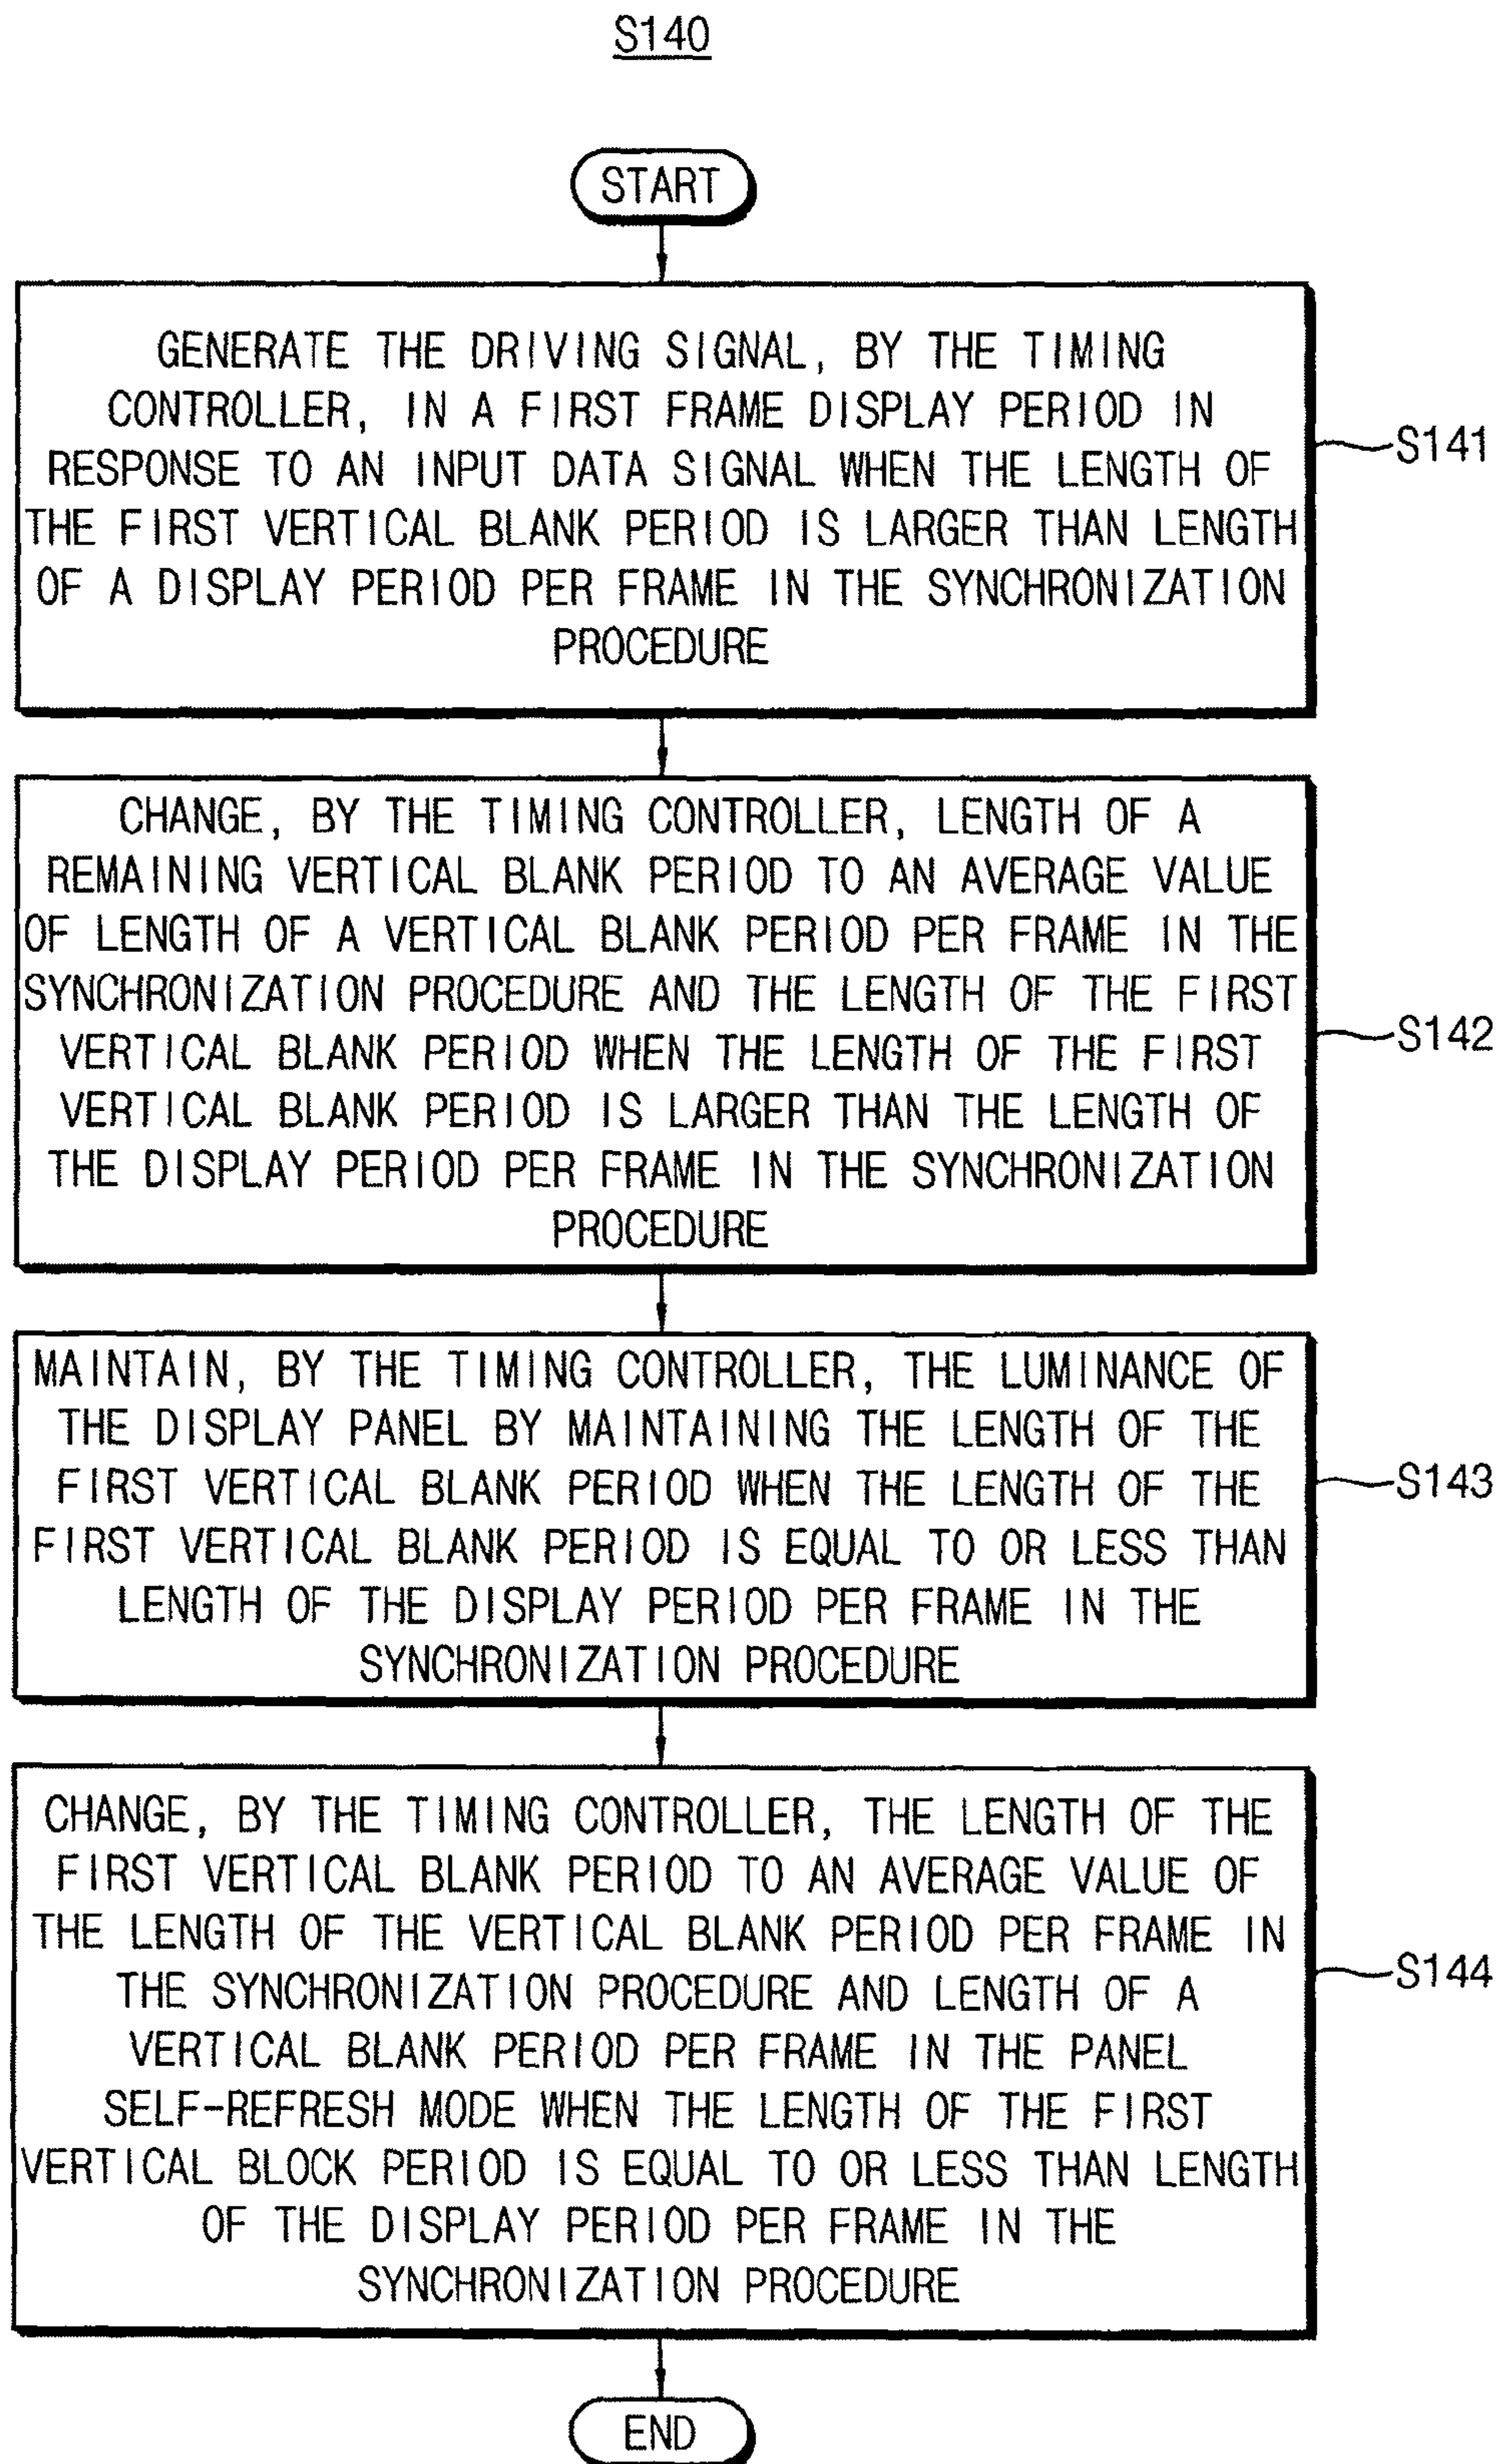 S140
START
GENERATE THE DRIVING SIGNAL, BY THE TIMING
CONTROLLER, IN A FIRST FRAME DISPLAY PERIOD IN
RESPONSE TO AN INPUT DATA SIGNAL WHEN THE LENGTH OF
THE FIRST VERTICAL BLANK PERIOD IS LARGER THAN LENGTH
OF A DISPLAY PERIOD PER FRAME IN THE SYNCHRONIZATION
PROCEDURE
S141
CHANGE, BY THE TIMING CONTROLLER, LENGTH OF A
REMAINING VERTICAL BLANK PERIOD TO AN AVERAGE VALUE
OF LENGTH OF A VERTICAL BLANK PERIOD PER FRAME IN THE
SYNCHRONIZATION PROCEDURE AND THE LENGTH OF THE FIRST
VERTICAL BLANK PERIOD WHEN THE LENGTH OF THE FIRST
VERTICAL BLANK PERIOD IS LARGER THAN THE LENGTH OF
THE DISPLAY PERIOD PER FRAME IN THE SYNCHRONIZATION
PROCEDURE
S142
MAINTAIN, BY THE TIMING CONTROLLER, THE LUMINANCE OF
THE DISPLAY PANEL BY MAINTAINING THE LENGTH OF THE
FIRST VERTICAL BLANK PERIOD WHEN THE LENGTH OF THE
FIRST VERTICAL BLANK PERIOD IS EQUAL TO OR LESS THAN
LENGTH OF THE DISPLAY PERIOD PER FRAME IN THE
SYNCHRONIZATION PROCEDURE
S143
CHANGE, BY THE TIMING CONTROLLER, THE LENGTH OF THE
FIRST VERTICAL BLANK PERIOD TO AN AVERAGE VALUE OF
THE LENGTH OF THE VERTICAL BLANK PERIOD PER FRAME IN
THE SYNCHRONIZATION PROCEDURE AND LENGTH OF A
VERTICAL BLANK PERIOD PER FRAME IN THE PANEL
SELF-REFRESH MODE WHEN THE LENGTH OF THE FIRST
VERTICAL BLOCK PERIOD IS EQUAL TO OR LESS THAN LENGTH
OF THE DISPLAY PERIOD PER FRAME IN THE
SYNCHRONIZATION PROCEDURE
S144
END